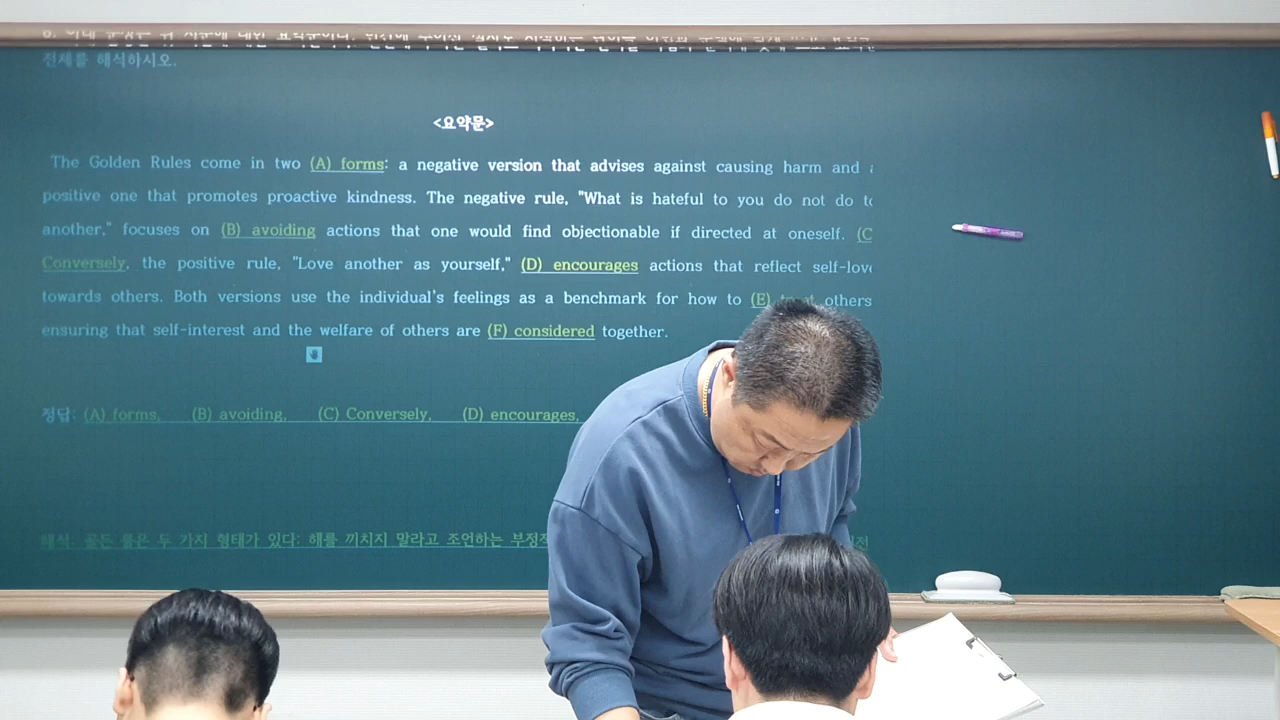 전체를 해석하시오.
<요약문>
The Golden Rules come in two (A) forms: a negative version that advises against causing harm and a
positive one that promotes proactive kindness. The negative rule, "What is hateful to you do not do to
another," focuses on (B) avoiding actions that one would find objectionable if directed at oneself. (C
Conversely, the positive rule, "Love another as yourself," (D) encourages actions that reflect self-love
towards others. Both versions use the individual's feelings as a benchmark for how to (E) others
ensuring that self-interest and the welfare of others are (F) considered together.
정답: (A) forms, (B) avoiding, (C) Conversely, (D) encourages,
해석: 골든 룰은 두 가지 형태가 있다: 해를 끼치지 말라고 조언하는